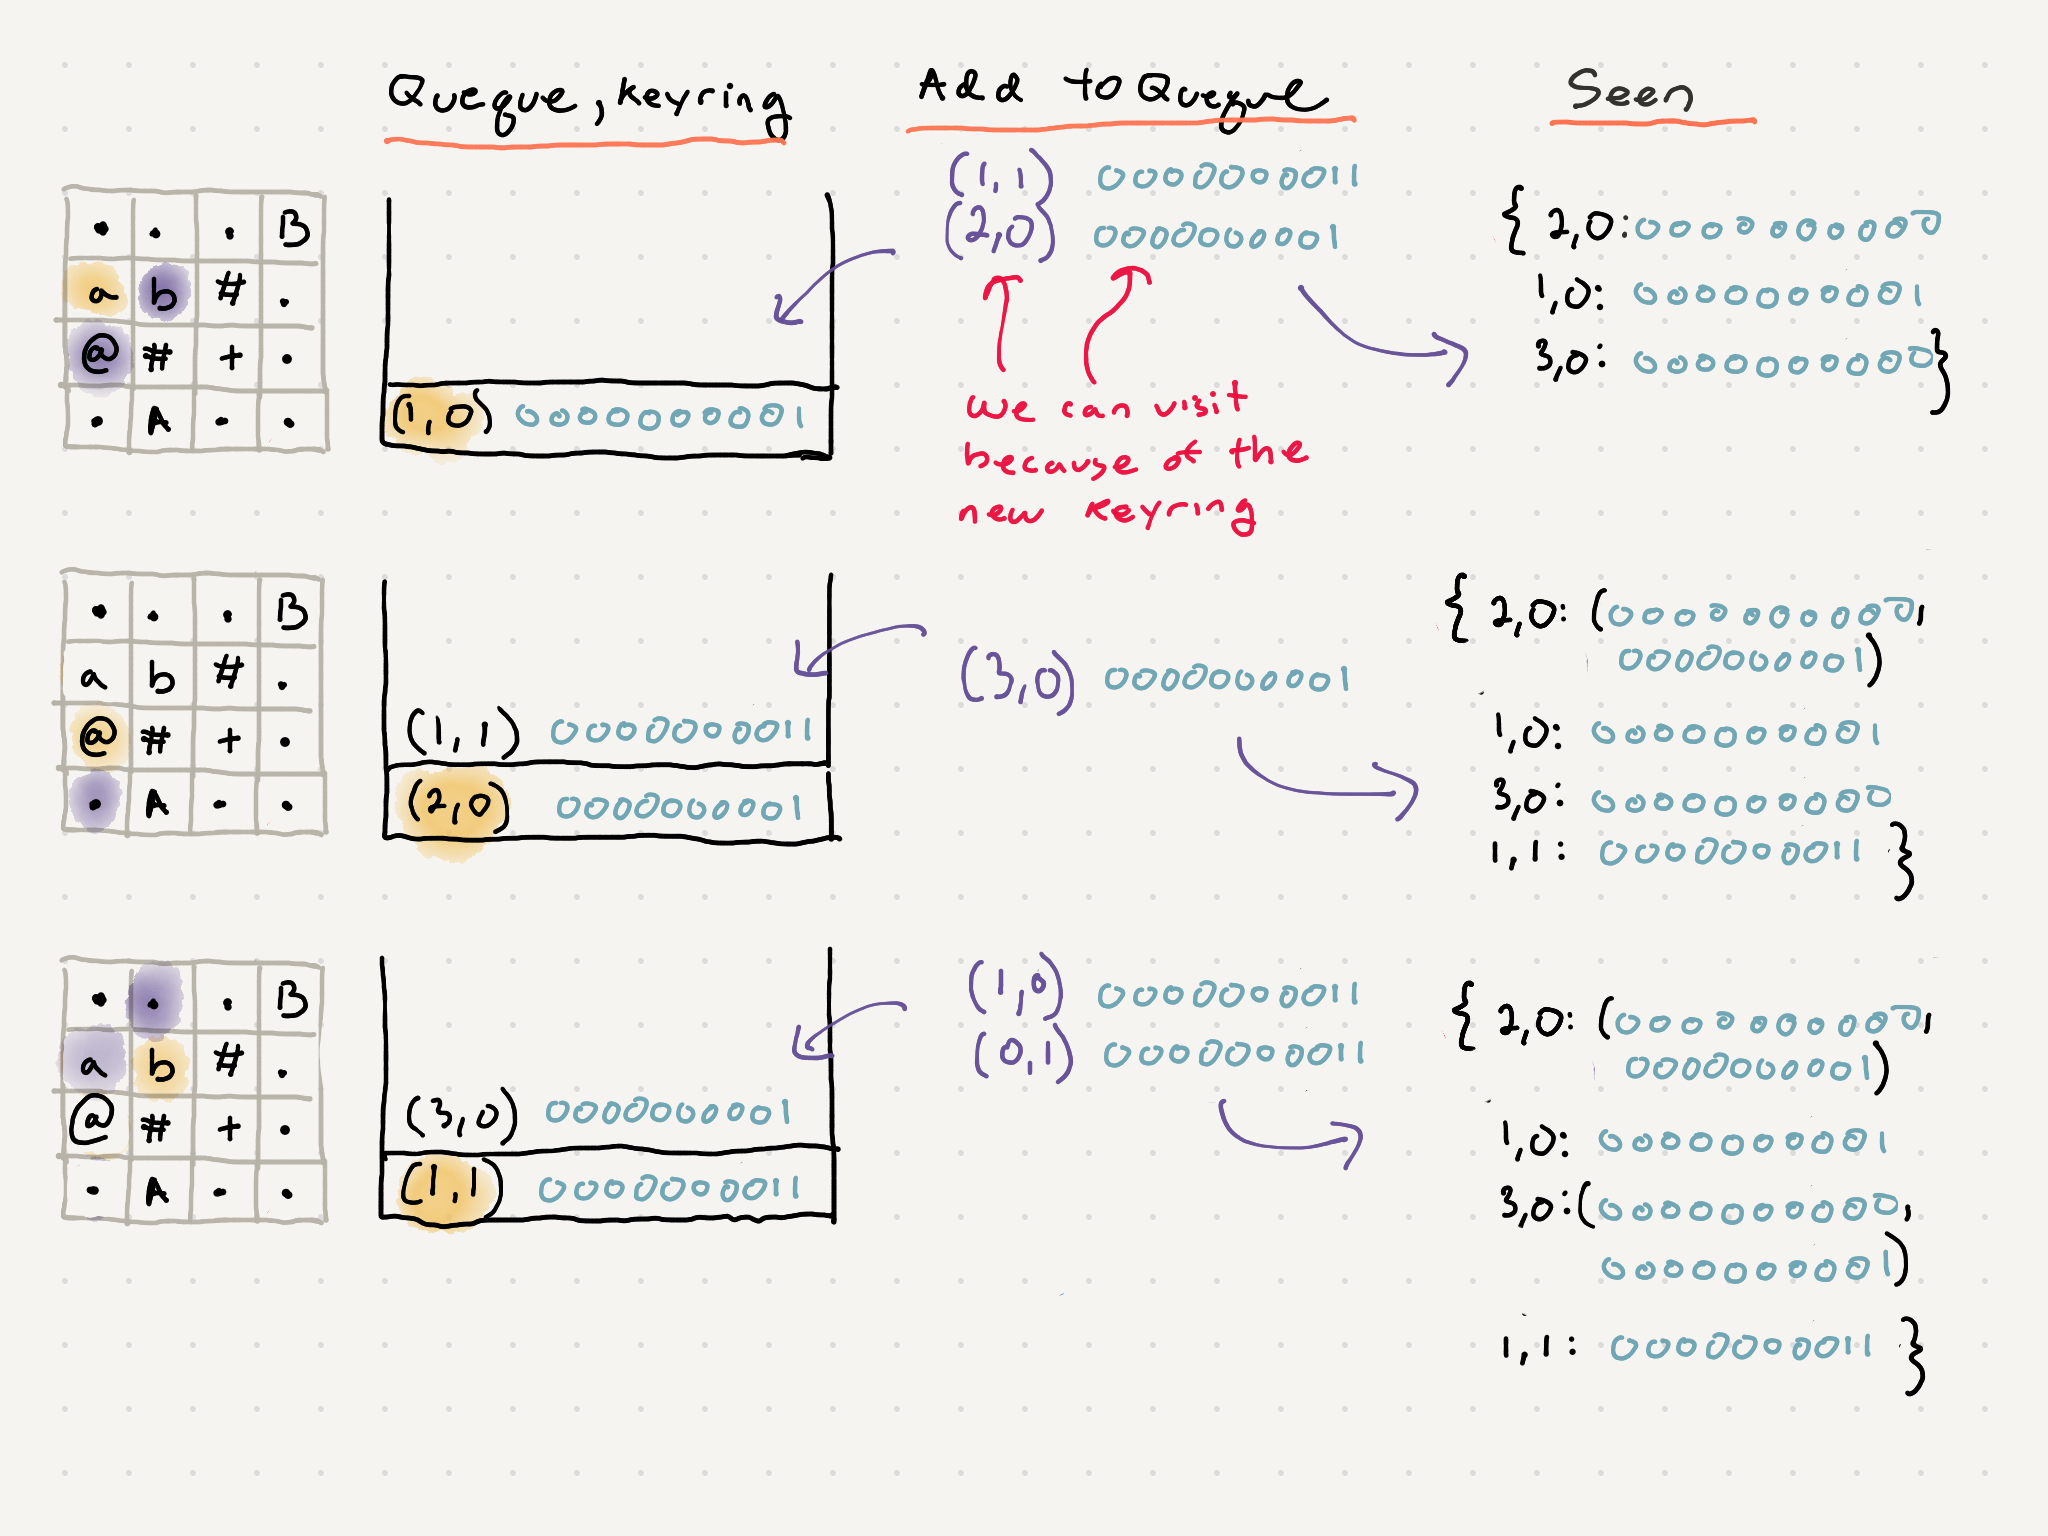 Queque, keyring
Add to Queque
Seen
. . . B
a b # .
@ # + .
. A - .
(1,0) 0000000001
(1,1) 0000000011
(2,0) 0000000001
We can visit
because of the
new keyring
{ 2,0: 0000000000
1,0: 0000000001
3,0: 0000000000}
. . . B
a b # .
@ # + .
. A - .
(1,1) 0000000011
(2,0) 0000000001
(3,0) 0000000001
{ 2,0: (0000000000,
0000000001)
1,0: 0000000001
3,0: 0000000000
1,1: 0000000011 }
. . . B
a b # .
@ # + .
- A - .
(3,0) 0000000001
(1,1) 0000000011
(1,0) 0000000011
(0,1) 0000000011
{ 2,0: (0000000000,
0000000001)
1,0: 0000000001
3,0:(0000000000,
0000000001)
1,1: 0000000011 }